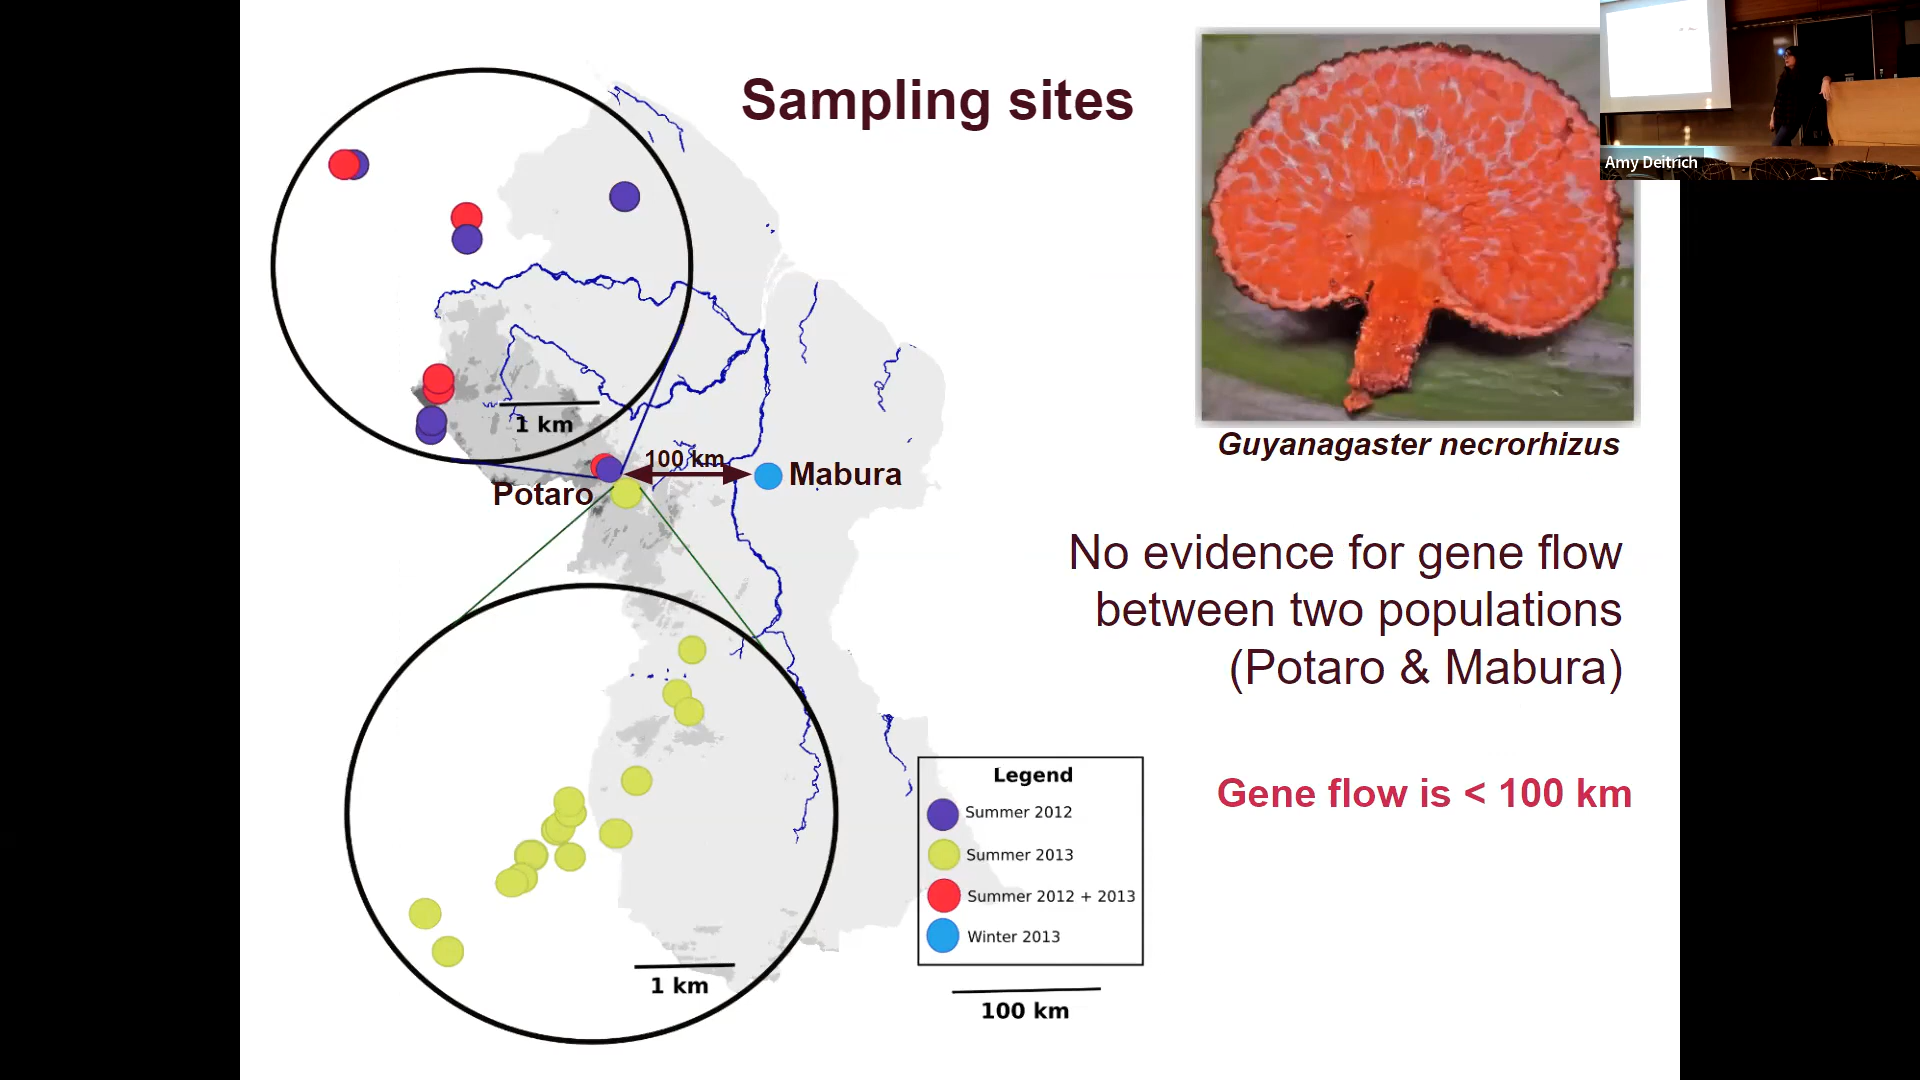 Sampling sites
Amy Deitrich
1 km
100 km
Potaro
Mabura
Guyanagaster necrorhizus
No evidence for gene flow
between two populations
(Potaro & Mabura)
Gene flow is < 100 km
Legend
Summer 2012
Summer 2013
Summer 2012 + 2013
Winter 2013
1 km
100 km